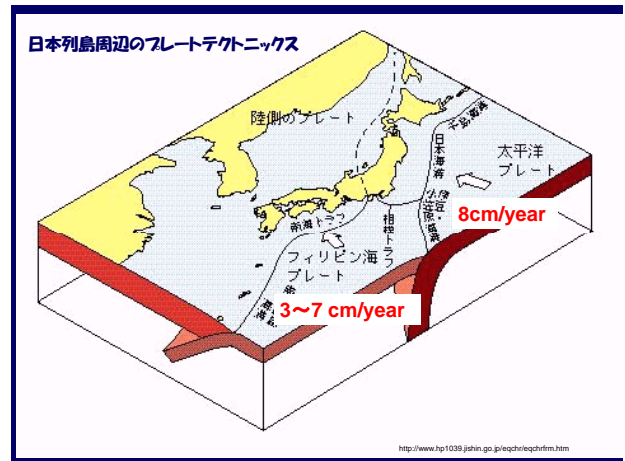 日本列島周辺のプレートテクトニックス
陸側のプレート
千島海溝
日本海溝
太平洋
プレート
伊豆・
小笠原海溝
8cm/year
南海トラフ
相模トラフ
フィリピン海
プレート
3～7 cm/year
http://www.hp1039.jishin.go.jp/eqchr/eqchrfrm.htm